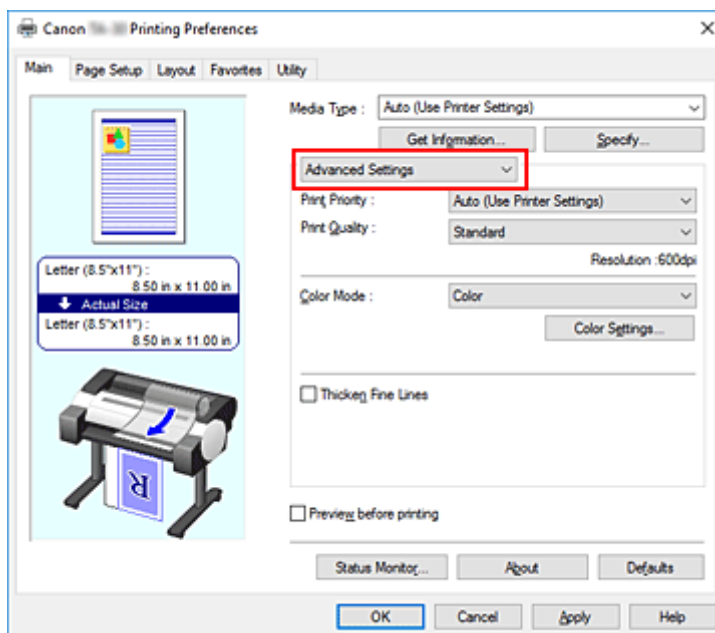 Canon Printing Preferences
Main Page Setup Layout Favorites Utility
Media Type : Auto (Use Printer Settings)
Get Information... Specify...
Advanced Settings
Print Priority : Auto (Use Printer Settings)
Print Quality : Standard
Resolution :600dpi
Letter (8.5"x11") :
8.50 in x 11.00 in
Actual Size
Letter (8.5"x11") :
8.50 in x 11.00 in
Color Mode : Color
Color Settings...
Thicken Fine Lines
R
Preview before printing
Status Monitor... About Defaults
OK Cancel Apply Help